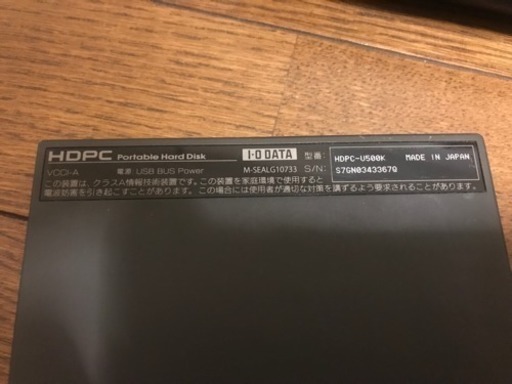 HDPC Portable Hard Disk I·O DATA 型番: HDPC-U500K MADE IN JAPAN
VCCI-A 電源:USB BUS Power M-SEALG10733 S/N: S7GN0343367Q
この装置は、クラスA情報技術装置です。この装置を家庭環境で使用すると
電波妨害を引き起こすことがあります。この場合には使用者が適切な対策を講ずるよう要求されることがあります。